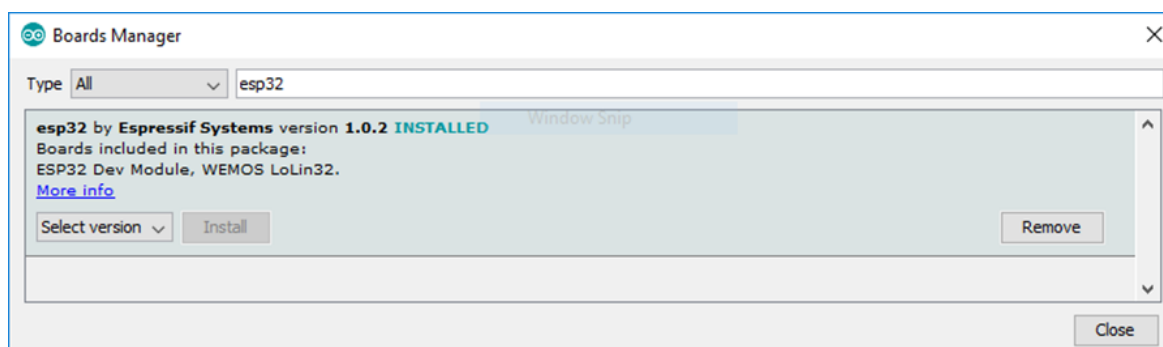 Boards Manager
Type All esp32
Window Snip
esp32 by Espressif Systems version 1.0.2 INSTALLED
Boards included in this package:
ESP32 Dev Module, WEMOS LoLin32.
More info
Select version Install Remove
Close